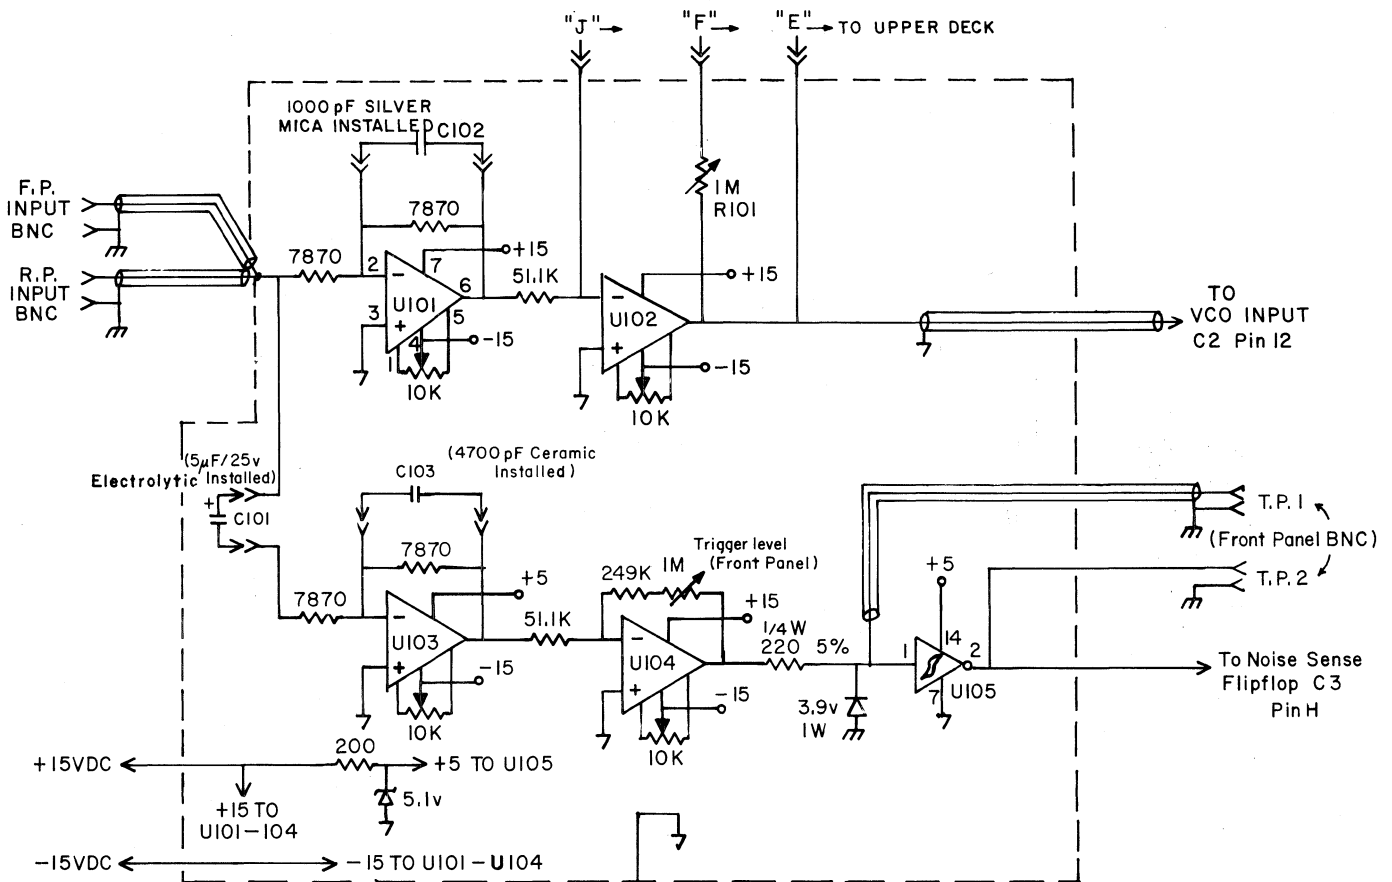 "J" "F" "E" TO UPPER DECK
1000 pF SILVER
MICA INSTALLED C102
F.P.
INPUT
BNC
R.P.
INPUT
BNC
1M
R101
7870
7870
2
3
7
6
5
4
1
U101
+15
-15
10K
51.1K
U102
+15
-15
10K
TO
VCO INPUT
C2 Pin 12
(5µF/25v
Electrolytic Installed)
+
C101
C103
(4700 pF Ceramic
Installed)
7870
7870
U103
+5
-15
10K
51.1K
249K 1M
Trigger level
(Front Panel)
U104
+15
-15
10K
1/4 W
220 5%
3.9v
1W
+5
1
14
2
7
U105
T.P. 1
(Front Panel BNC)
T.P. 2
To Noise Sense
Flipflop C3
Pin H
+15VDC
200
+5 TO U105
5.1v
+15 TO
U101-104
-15VDC
-15 TO U101-U104